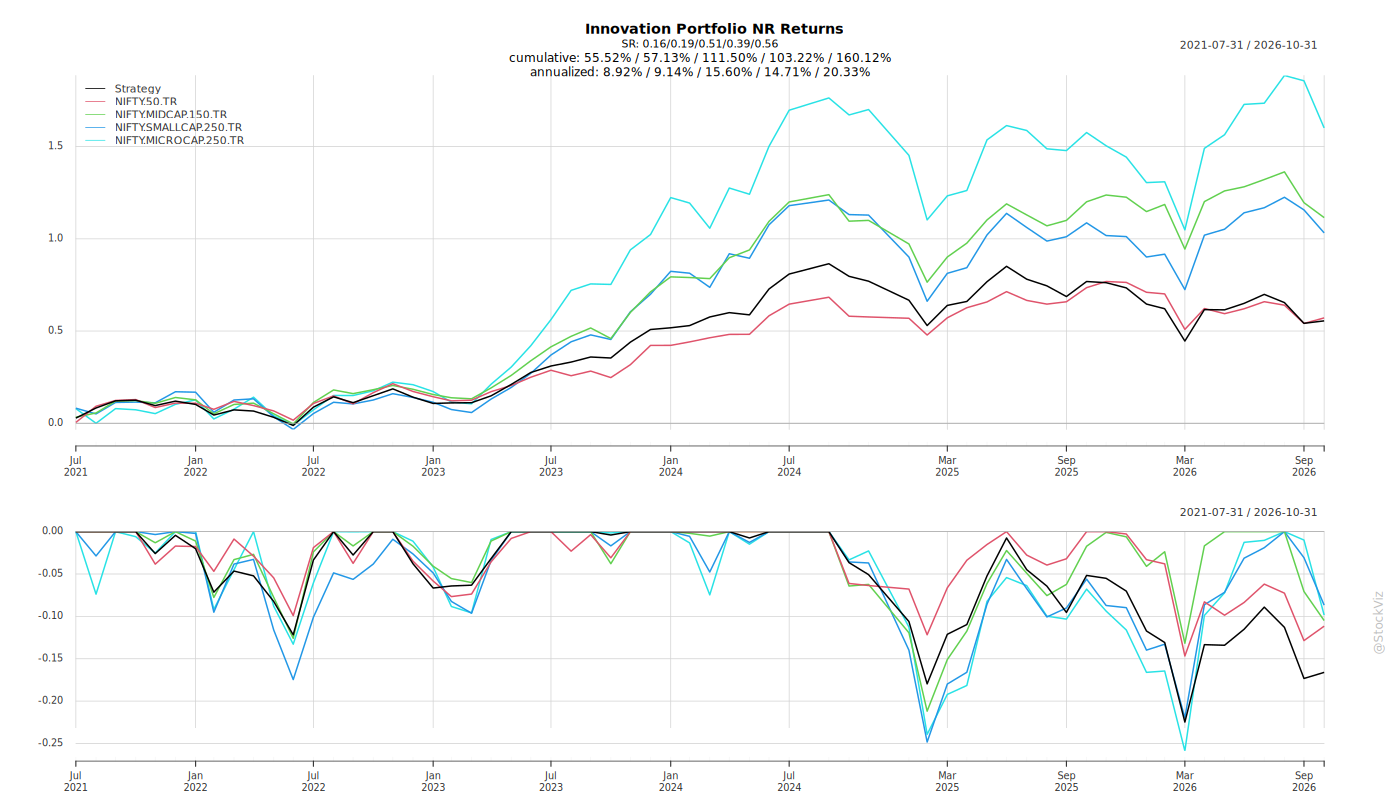 Innovation Portfolio NR Returns
SR: 0.16/0.19/0.51/0.39/0.56
cumulative: 55.52% / 57.13% / 111.50% / 103.22% / 160.12%
annualized: 8.92% / 9.14% / 15.60% / 14.71% / 20.33%
2021-07-31 / 2026-10-31
Strategy
NIFTY.50.TR
NIFTY.MIDCAP.150.TR
NIFTY.SMALLCAP.250.TR
NIFTY.MICROCAP.250.TR
1.5
1.0
0.5
0.0
Jul Jan Jul Jan Jul Jan Jul Mar Sep Mar Sep
2021 2022 2022 2023 2023 2024 2024 2025 2025 2026 2026
2021-07-31 / 2026-10-31
0.00
-0.05
-0.10
-0.15
-0.20
-0.25
Jul Jan Jul Jan Jul Jan Jul Mar Sep Mar Sep
2021 2022 2022 2023 2023 2024 2024 2025 2025 2026 2026
@StockViz